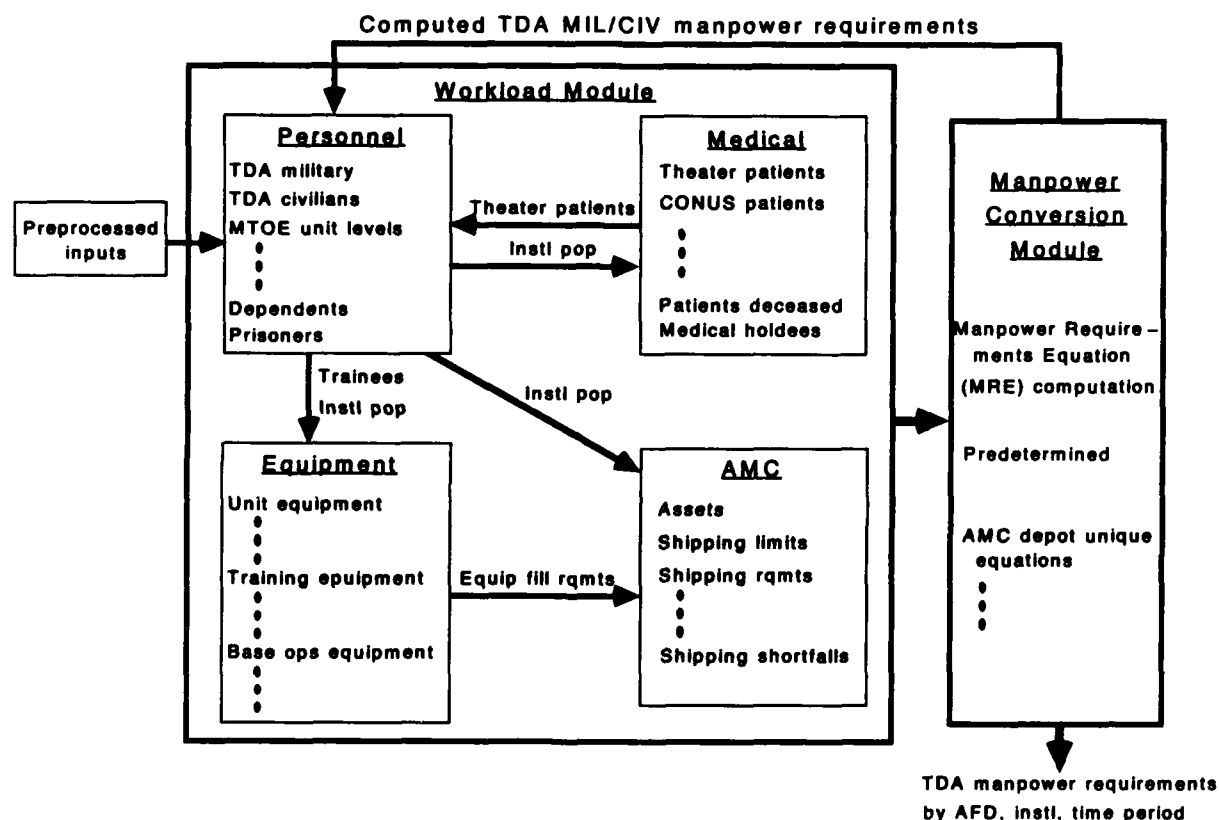 Computed TDA MIL/CIV manpower requirements
Workload Module
Preprocessed
inputs
Personnel
TDA military
TDA civilians
MTOE unit levels
Dependents
Prisoners
Theater patients
Instl pop
Medical
Theater patients
CONUS patients
Patients deceased
Medical holdees
Trainees
Instl pop
Instl pop
Equipment
Unit equipment
Training epuipment
Base ops equipment
Equip fill rqmts
AMC
Assets
Shipping limits
Shipping rqmts
Shipping shortfalls
Manpower
Conversion
Module
Manpower Require-
ments Equation
(MRE) computation
Predetermined
AMC depot unique
equations
TDA manpower requirements
by AFD, instl, time period